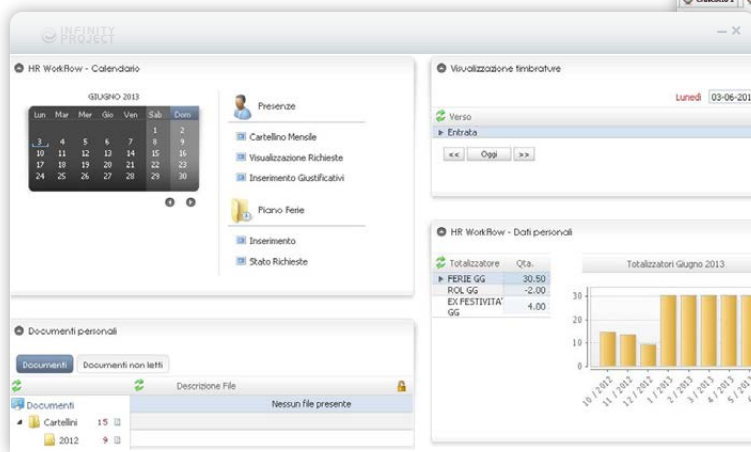 INFINITY
PROJECT
HR WorkFlow - Calendario
GIUGNO 2013
Lun Mar Mer Gio Ven Sab Dom
1 2
3 4 5 6 7 8 9
10 11 12 13 14 15 16
17 18 19 20 21 22 23
24 25 26 27 28 29 30
Presenze
Cartellino Mensile
Visualizzazione Richieste
Inserimento Giustificativi
Piano Ferie
Inserimento
Stato Richieste
Visualizzazione timbrature
Lunedì 03-06-201
Verso
Entrata
<< Oggi >>
HR WorkFlow - Dati personali
Totalizzatore Qta.
FERIE GG 30.50
ROL GG -2.00
EX FESTIVITA' GG 4.00
Totalizzatori Giugno 2013
30
20
10
0
10/2012 11/2012 12/2012 1/2013 2/2013 3/2013 4/2013 5/2013
Documenti personali
Documenti Documenti non letti
Descrizione File
Documenti
Nessun file presente
Cartellini 15
2012 9